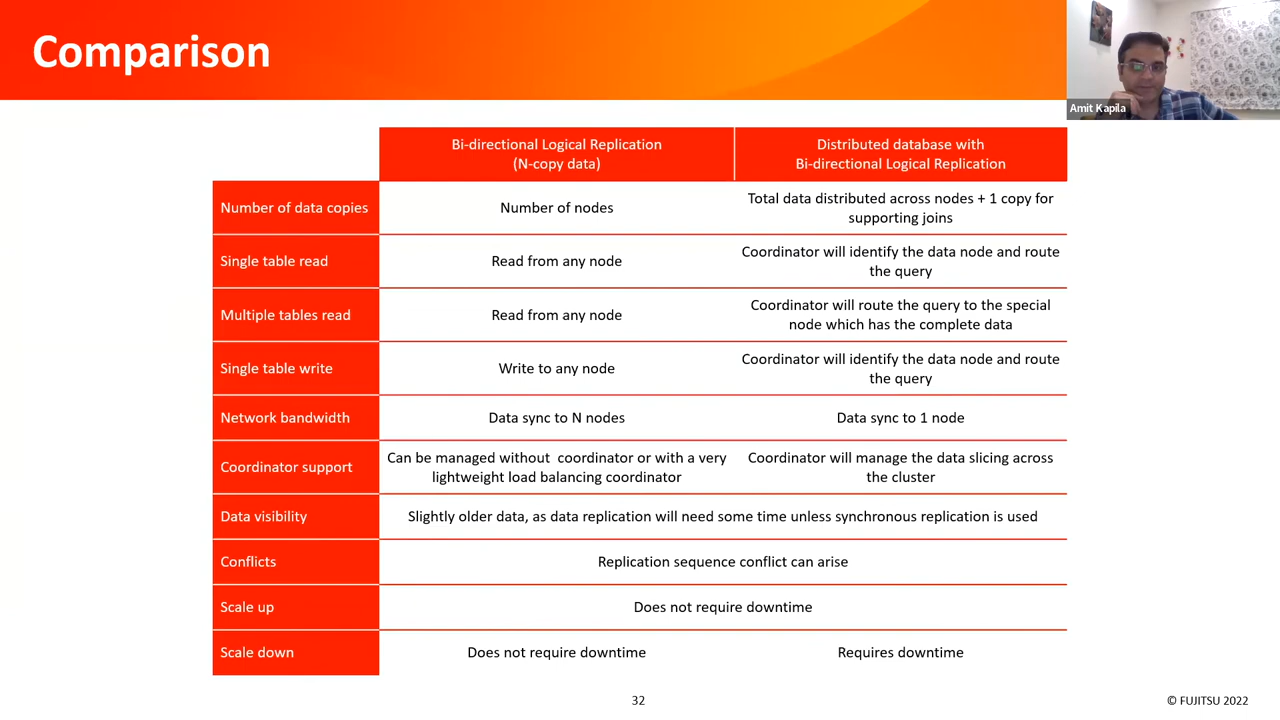 Comparison
Amit Kapila
Bi-directional Logical Replication
(N-copy data)
Distributed database with
Bi-directional Logical Replication
Number of data copies
Number of nodes
Total data distributed across nodes + 1 copy for
supporting joins
Single table read
Read from any node
Coordinator will identify the data node and route
the query
Multiple tables read
Read from any node
Coordinator will route the query to the special
node which has the complete data
Single table write
Write to any node
Coordinator will identify the data node and route
the query
Network bandwidth
Data sync to N nodes
Data sync to 1 node
Coordinator support
Can be managed without coordinator or with a very
lightweight load balancing coordinator
Coordinator will manage the data slicing across
the cluster
Data visibility
Slightly older data, as data replication will need some time unless synchronous replication is used
Conflicts
Replication sequence conflict can arise
Scale up
Does not require downtime
Scale down
Does not require downtime
Requires downtime
32
© FUJITSU 2022